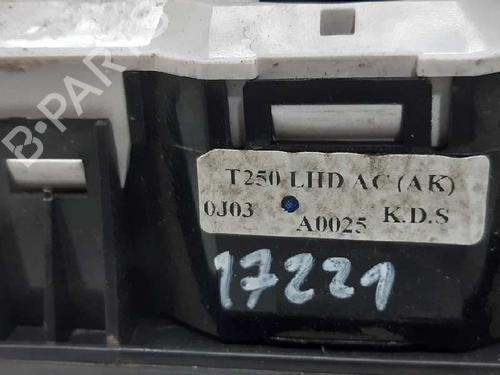 B-PARTS
T250 LHD AC (AK)
0J03 A0025 K.D.S
17221